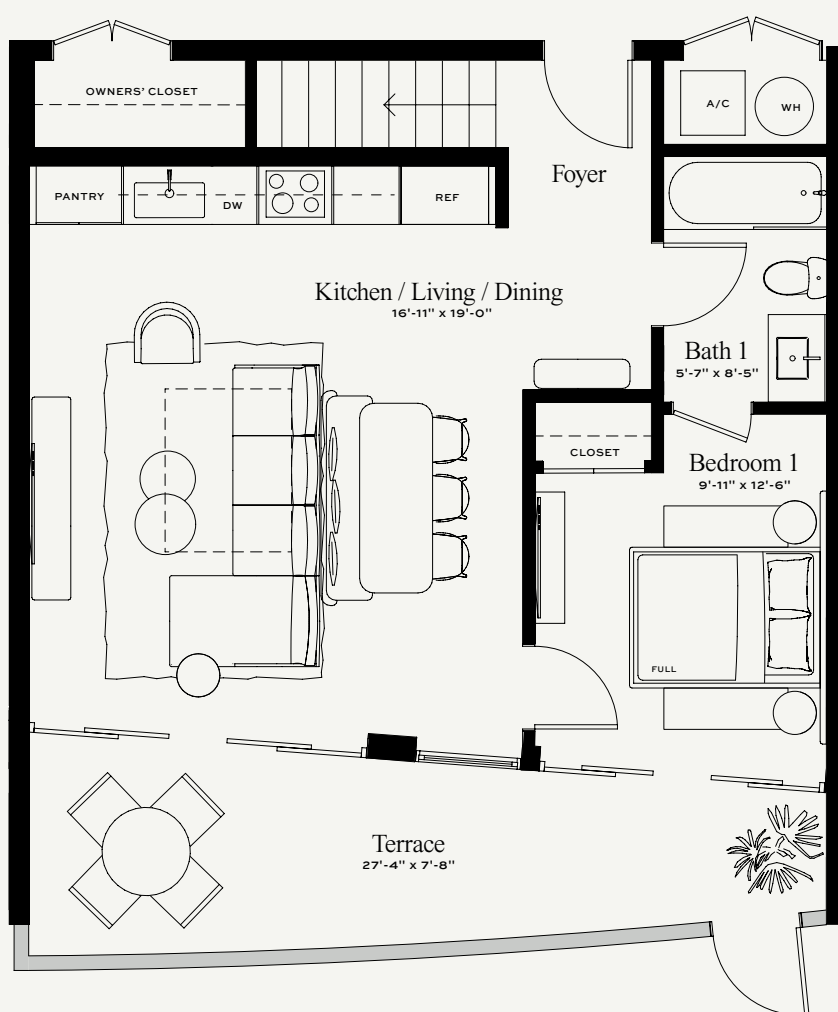 OWNERS' CLOSET
A/C
WH
Foyer
PANTRY
DW
REF
Kitchen / Living / Dining
16'-11" x 19'-0"
Bath 1
5'-7" x 8'-5"
CLOSET
Bedroom 1
9'-11" x 12'-6"
FULL
Terrace
27'-4" x 7'-8"